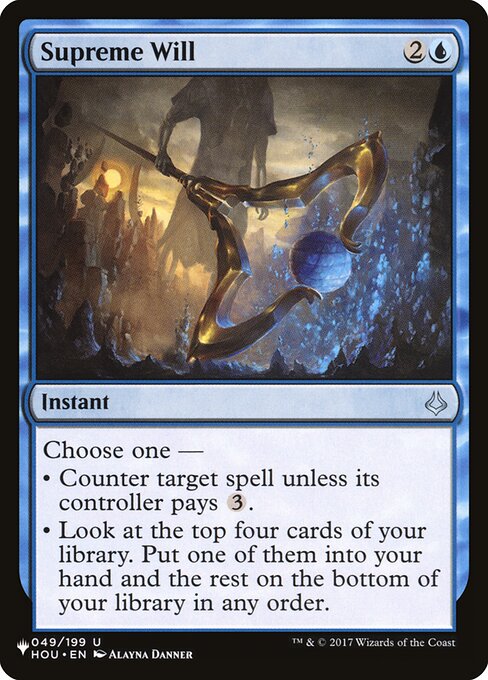 Supreme Will 2
Instant
Choose one —
• Counter target spell unless its
controller pays 3.
• Look at the top four cards of your
library. Put one of them into your
hand and the rest on the bottom of
your library in any order.
049/199 U
HOU • EN Alayna Danner
™ & © 2017 Wizards of the Coast